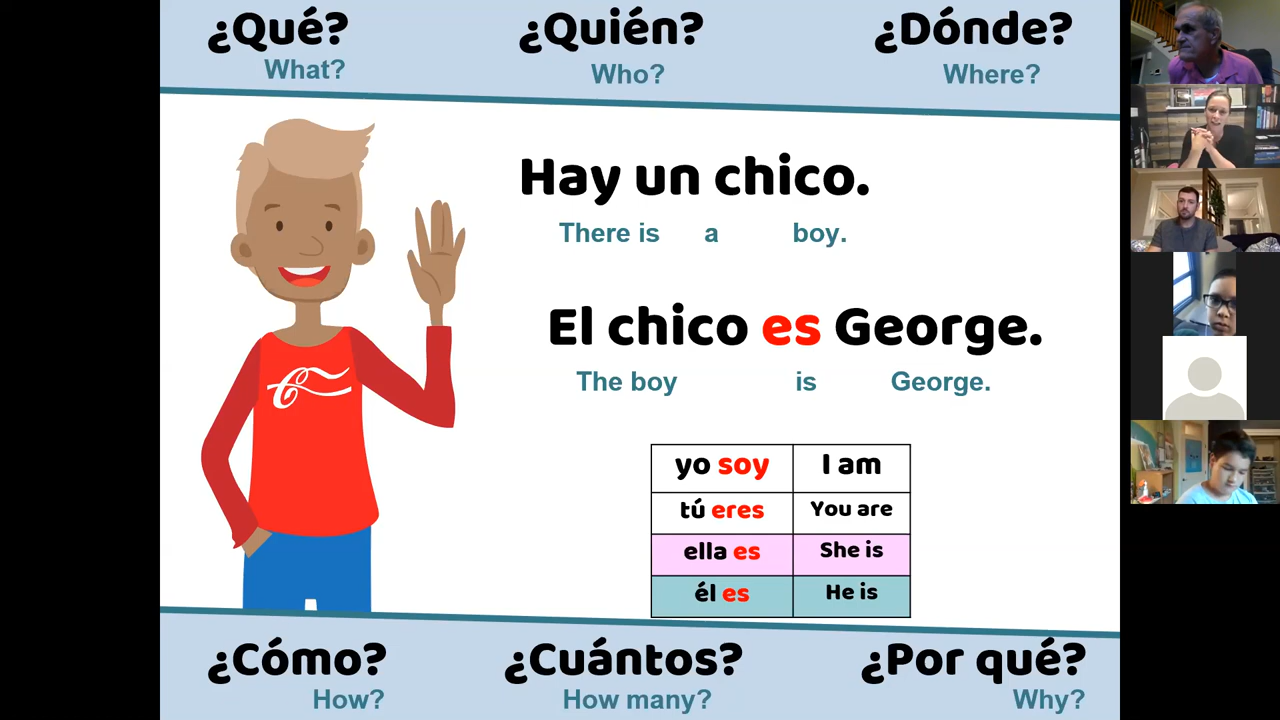 ¿Qué? ¿Quién? ¿Dónde?
What? Who? Where?
Hay un chico.
There is a boy.
El chico es George.
The boy is George.
yo soy I am
tú eres You are
ella es She is
él es He is
¿Cómo? ¿Cuántos? ¿Por qué?
How? How many? Why?